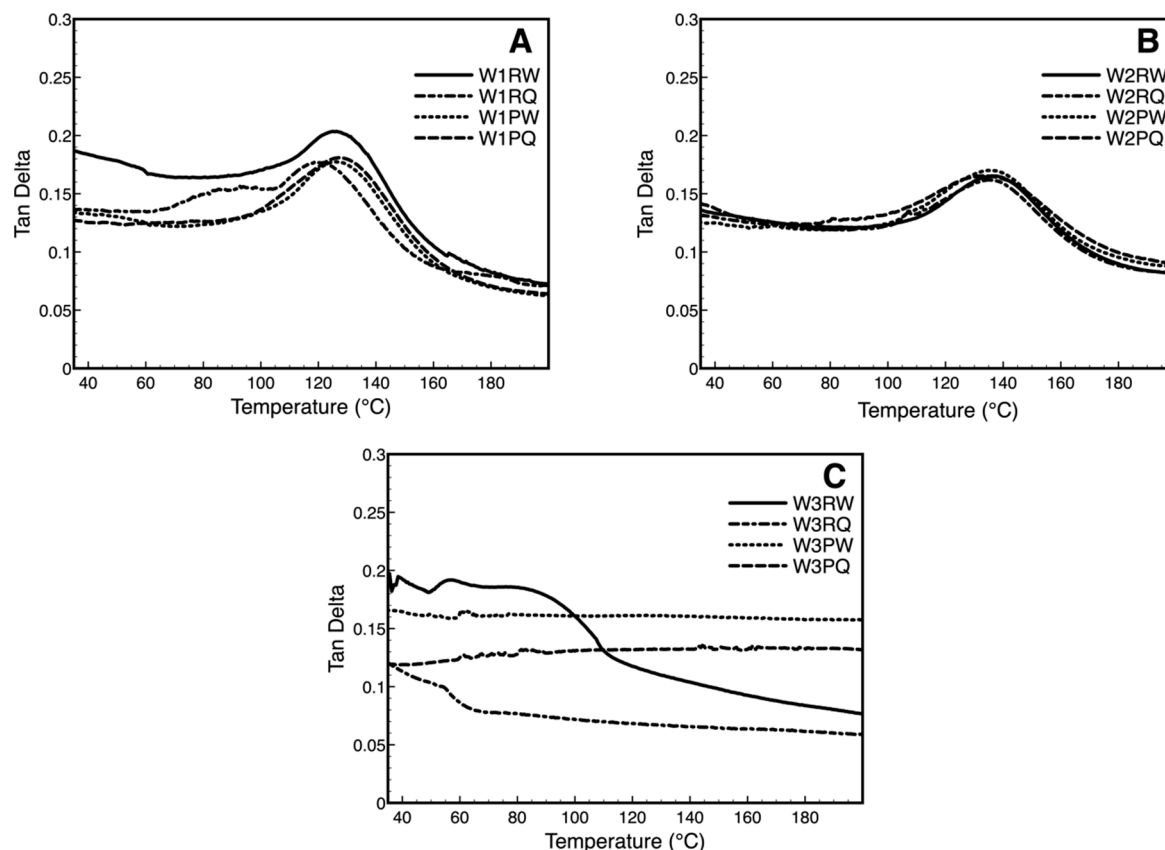 A
W1RW
W1RQ
W1PW
W1PQ
0.3
0.25
0.2
0.15
0.1
0.05
0
Tan Delta
40 60 80 100 120 140 160 180
Temperature (°C)
B
W2RW
W2RQ
W2PW
W2PQ
0.3
0.25
0.2
0.15
0.1
0.05
0
Tan Delta
40 60 80 100 120 140 160 180
Temperature (°C)
C
W3RW
W3RQ
W3PW
W3PQ
0.3
0.25
0.2
0.15
0.1
0.05
0
Tan Delta
40 60 80 100 120 140 160 180
Temperature (°C)